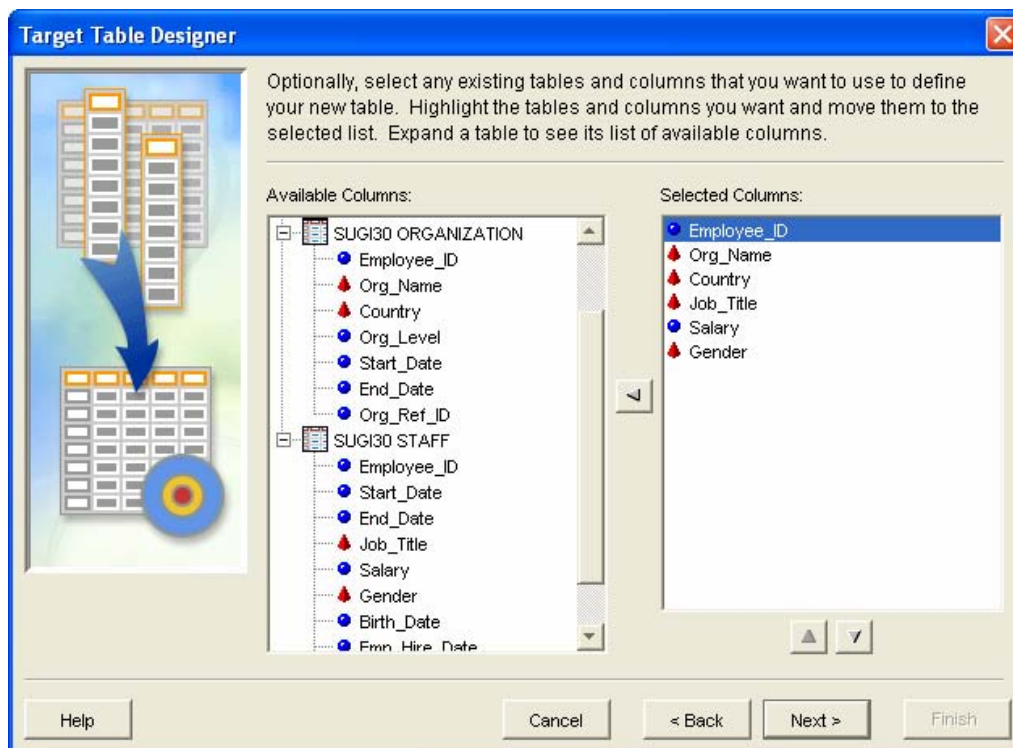 Target Table Designer
Optionally, select any existing tables and columns that you want to use to define
your new table. Highlight the tables and columns you want and move them to the
selected list. Expand a table to see its list of available columns.
Available Columns:
SUGI30 ORGANIZATION
Employee_ID
Org_Name
Country
Org_Level
Start_Date
End_Date
Org_Ref_ID
SUGI30 STAFF
Employee_ID
Start_Date
End_Date
Job_Title
Salary
Gender
Birth_Date
Emp_Hire_Date
Selected Columns:
Employee_ID
Org_Name
Country
Job_Title
Salary
Gender
Help
Cancel
< Back
Next >
Finish